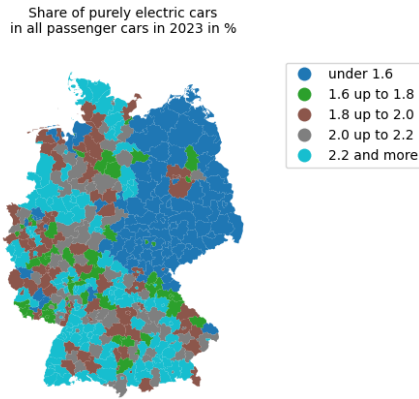 Share of purely electric cars
in all passenger cars in 2023 in %
under 1.6
1.6 up to 1.8
1.8 up to 2.0
2.0 up to 2.2
2.2 and more